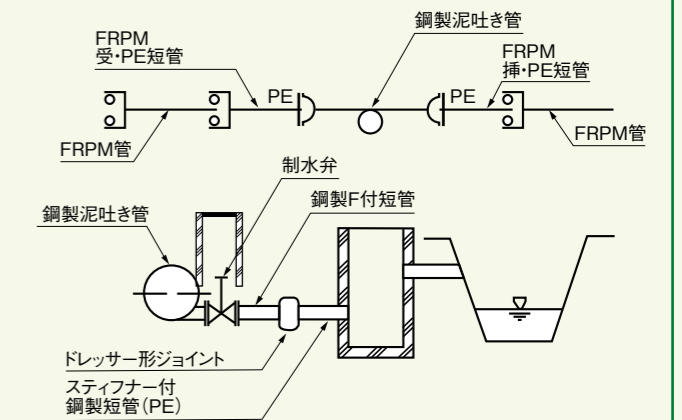 鋼製泥吐き管
FRPM
受・PE短管
FRPM
挿・PE短管
PE
PE
FRPM管
FRPM管
制水弁
鋼製F付短管
鋼製泥吐き管
ドレッサー形ジョイント
スティフナー付
鋼製短管(PE)